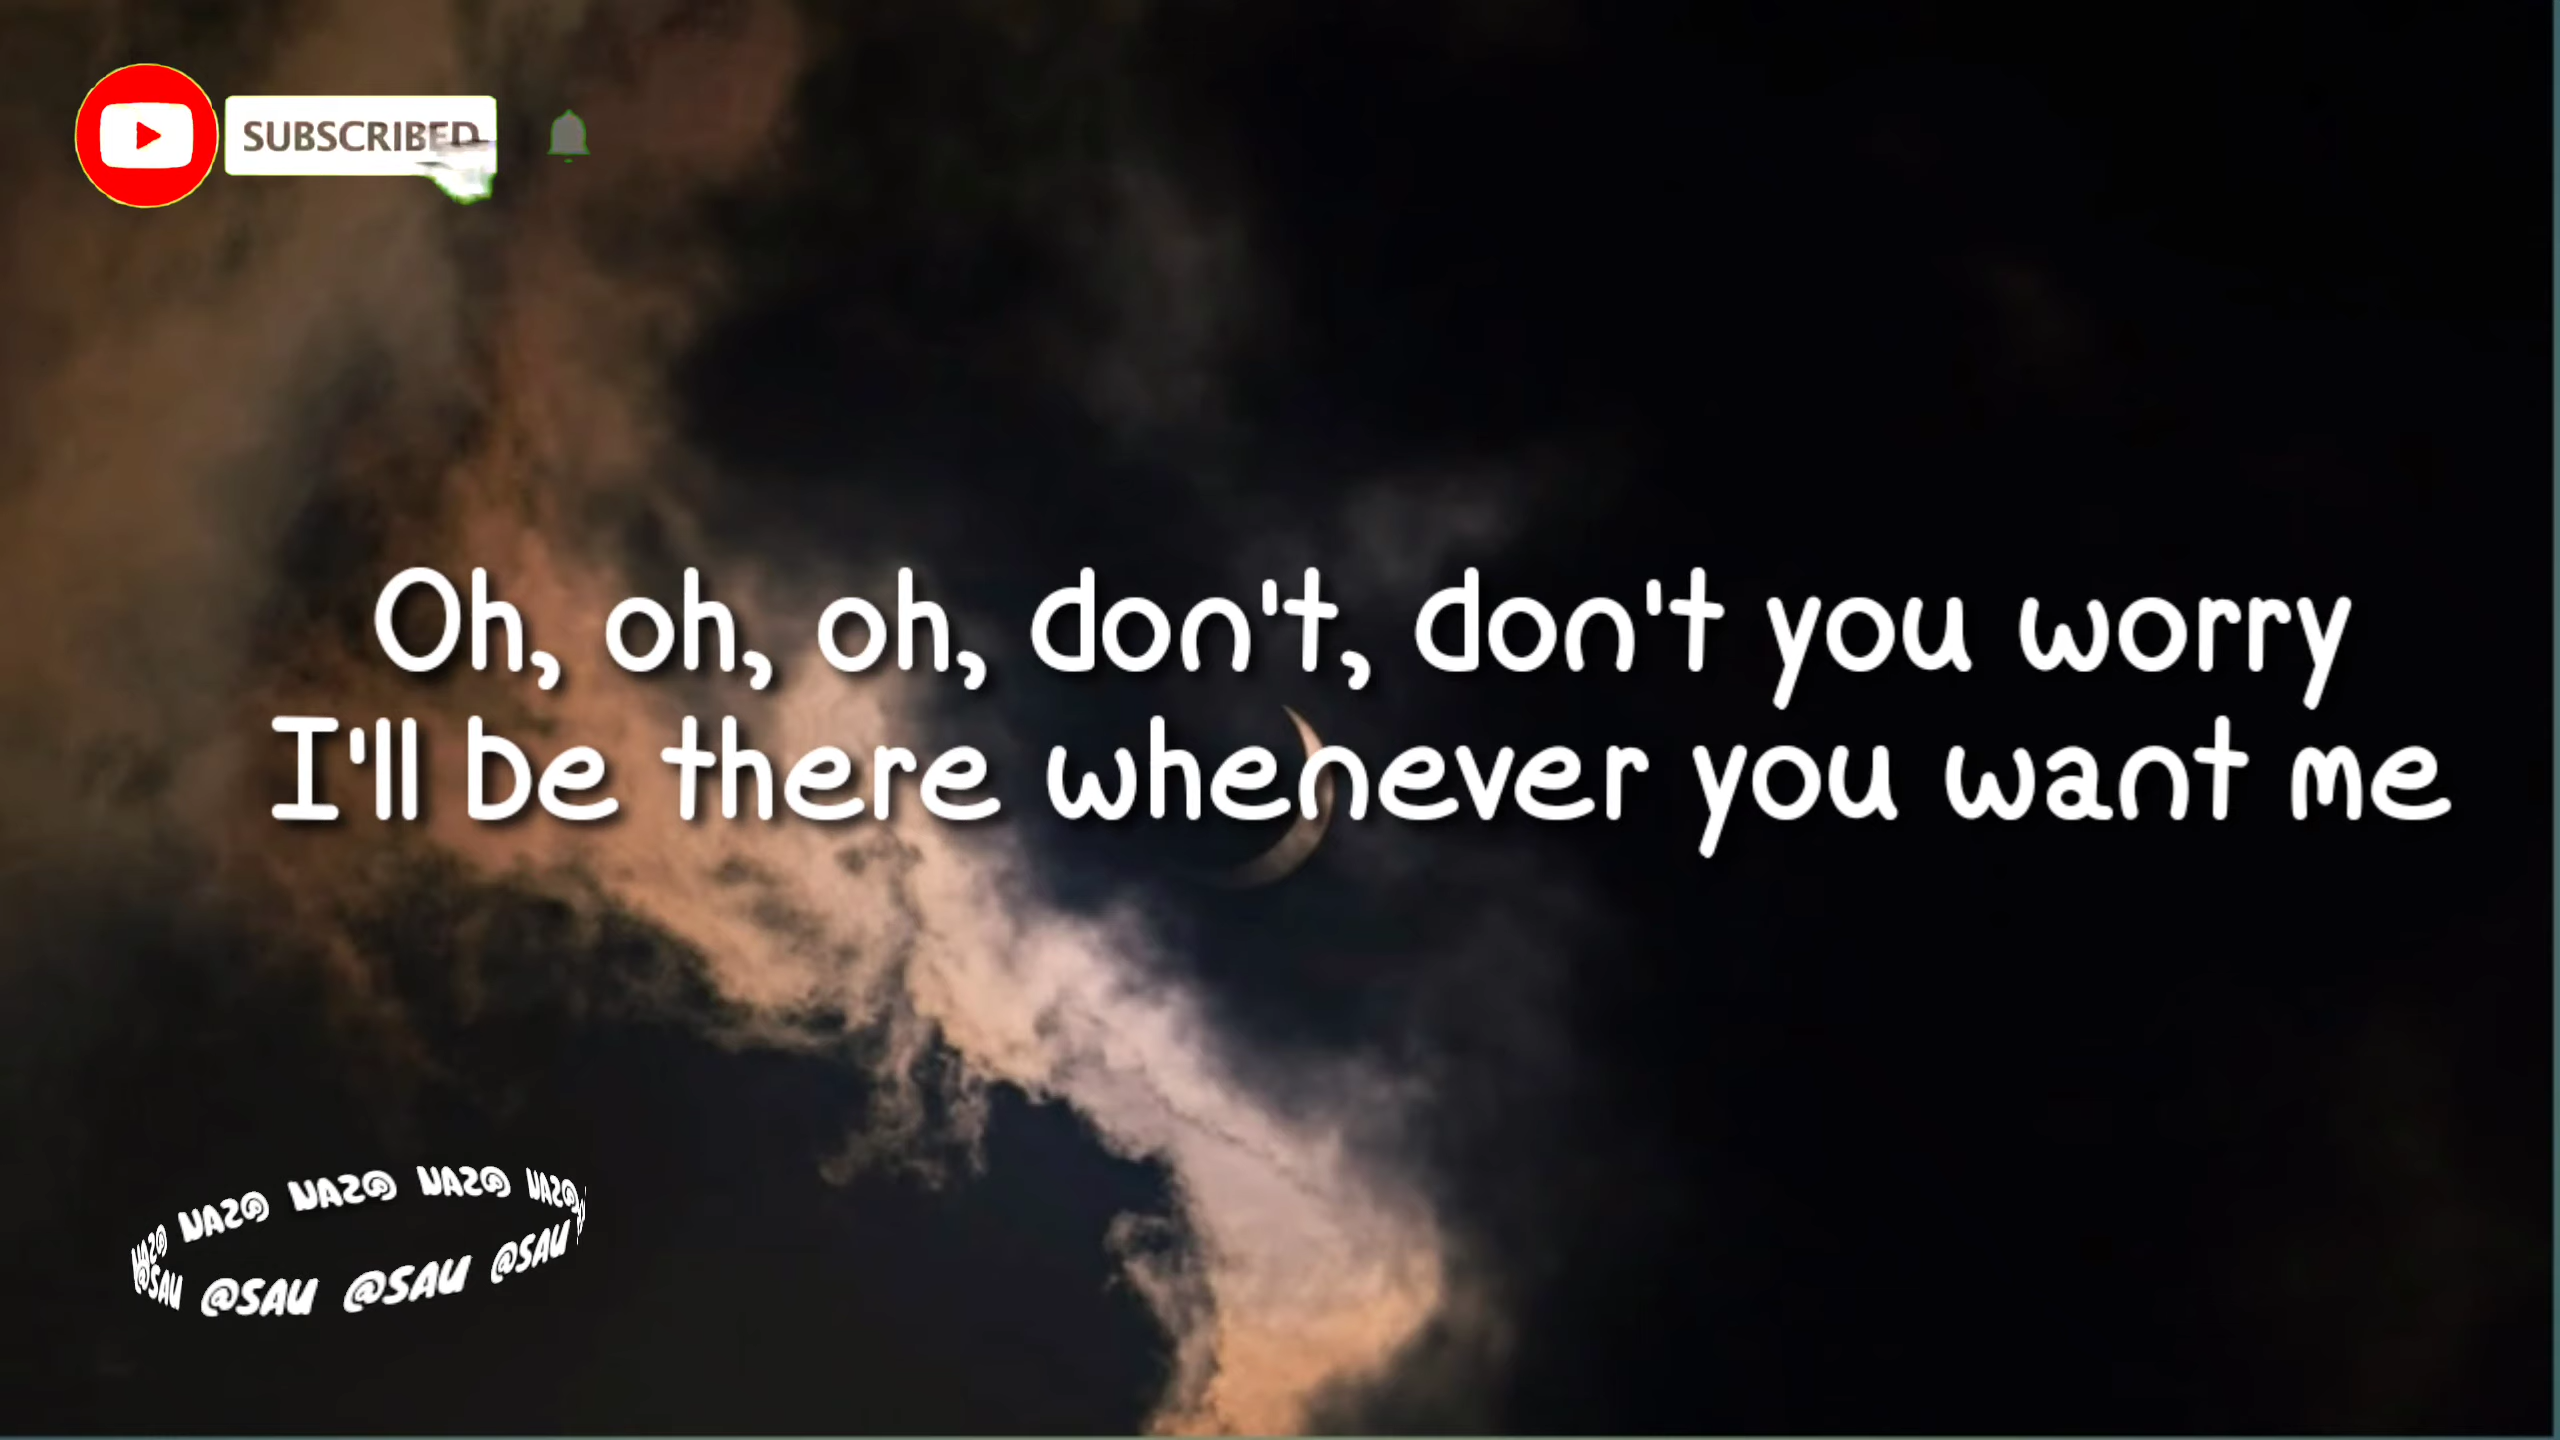 SUBSCRIBED
Oh, oh, oh, don't, don't you worry
I'll be there whenever you want me
@SAU @SAU @SAU @SAU @SAU
@SAU @SAU @SAU @SAU